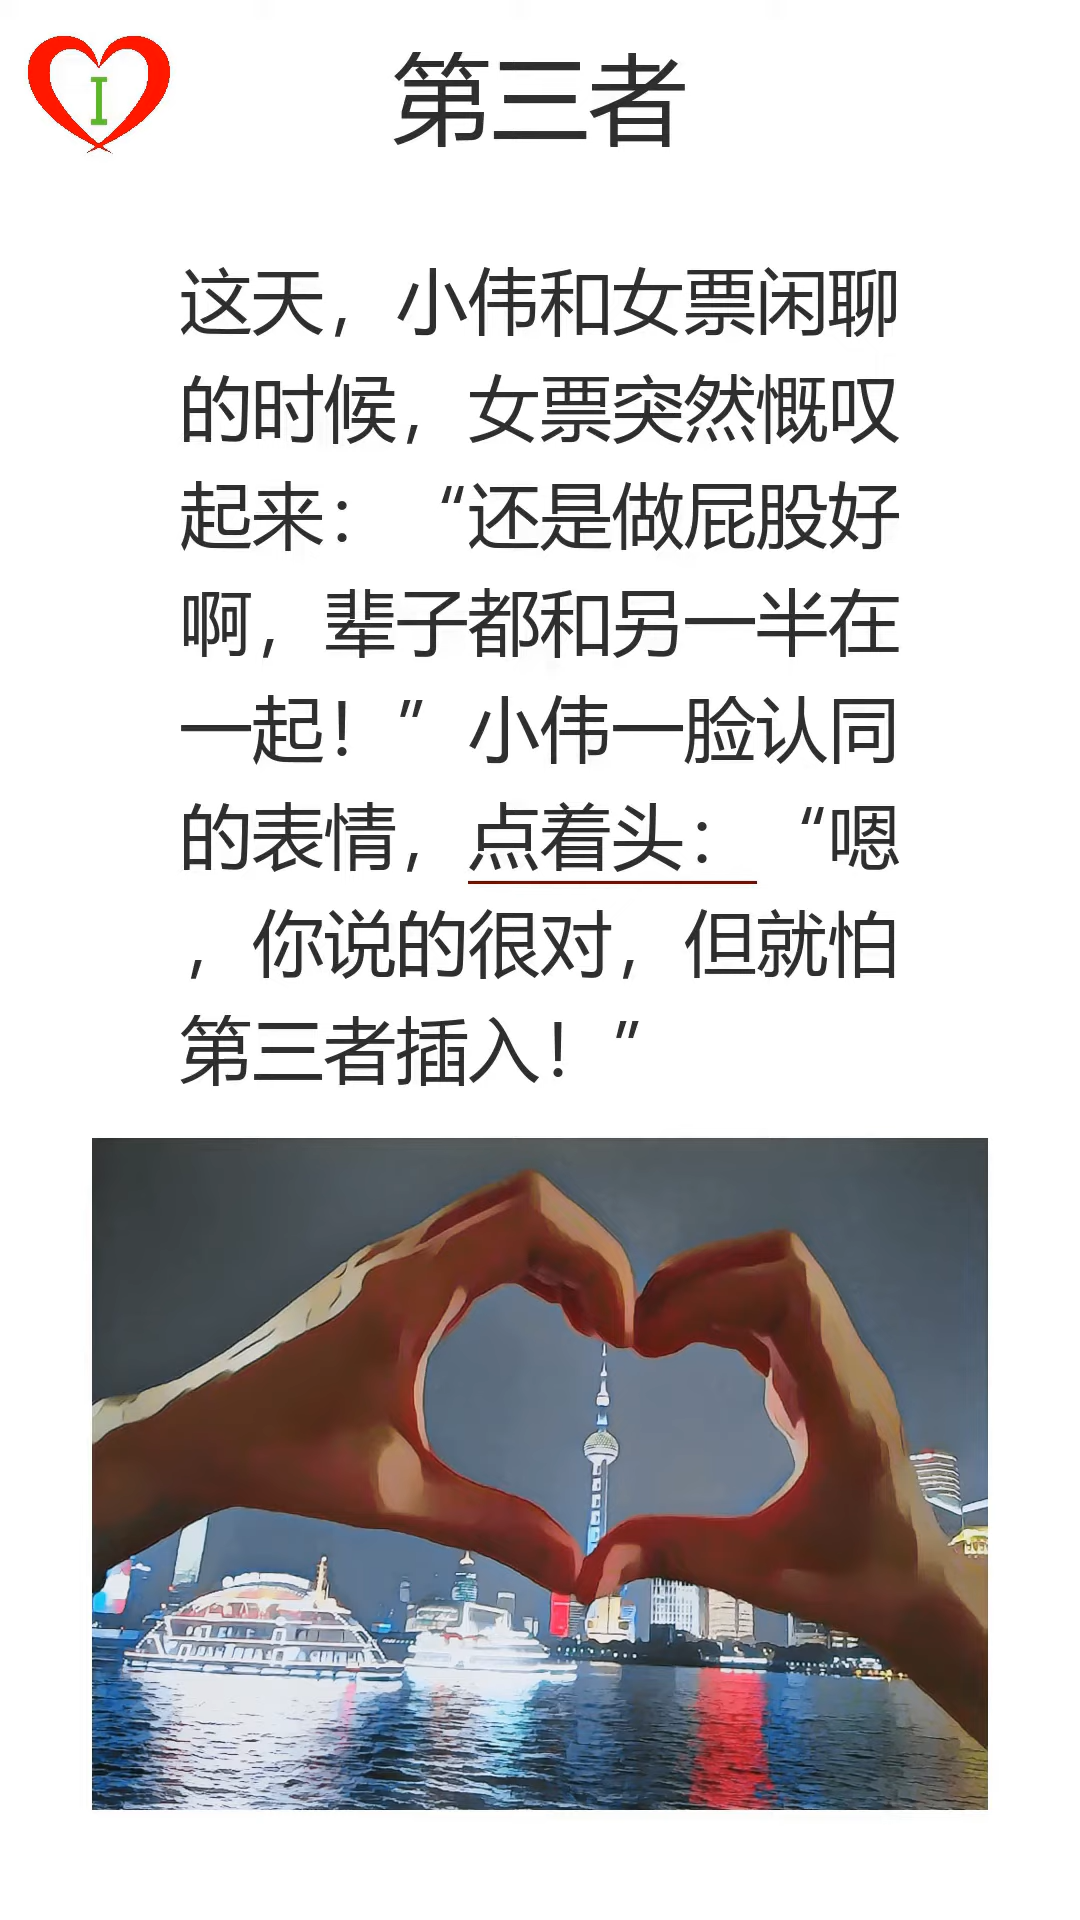 I
第三者
这天，小伟和女票闲聊
的时候，女票突然慨叹
起来：“还是做屁股好
啊，辈子都和另一半在
一起！”小伟一脸认同
的表情，点着头：“嗯
，你说的很对，但就怕
第三者插入！”